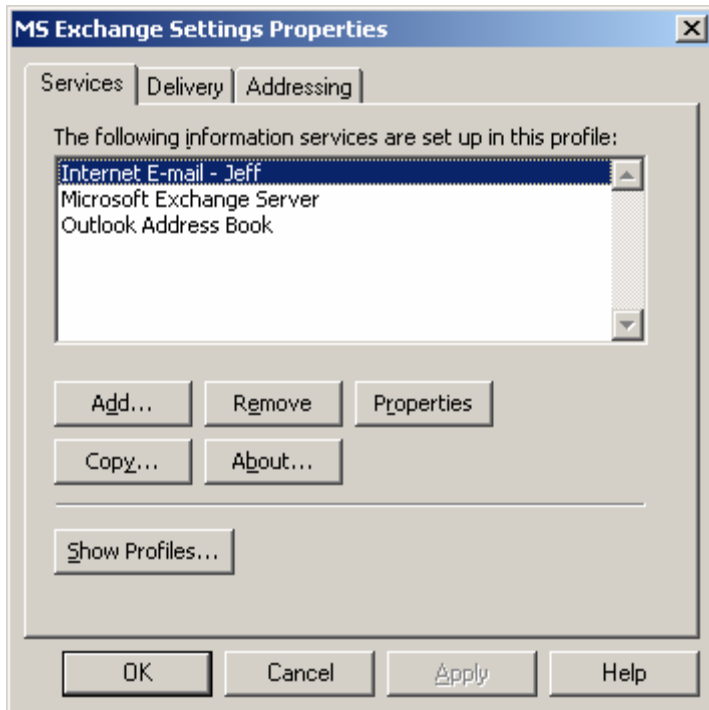 MS Exchange Settings Properties
Services Delivery Addressing
The following information services are set up in this profile:
Internet E-mail - Jeff
Microsoft Exchange Server
Outlook Address Book
Add... Remove Properties
Copy... About...
Show Profiles...
OK Cancel Apply Help